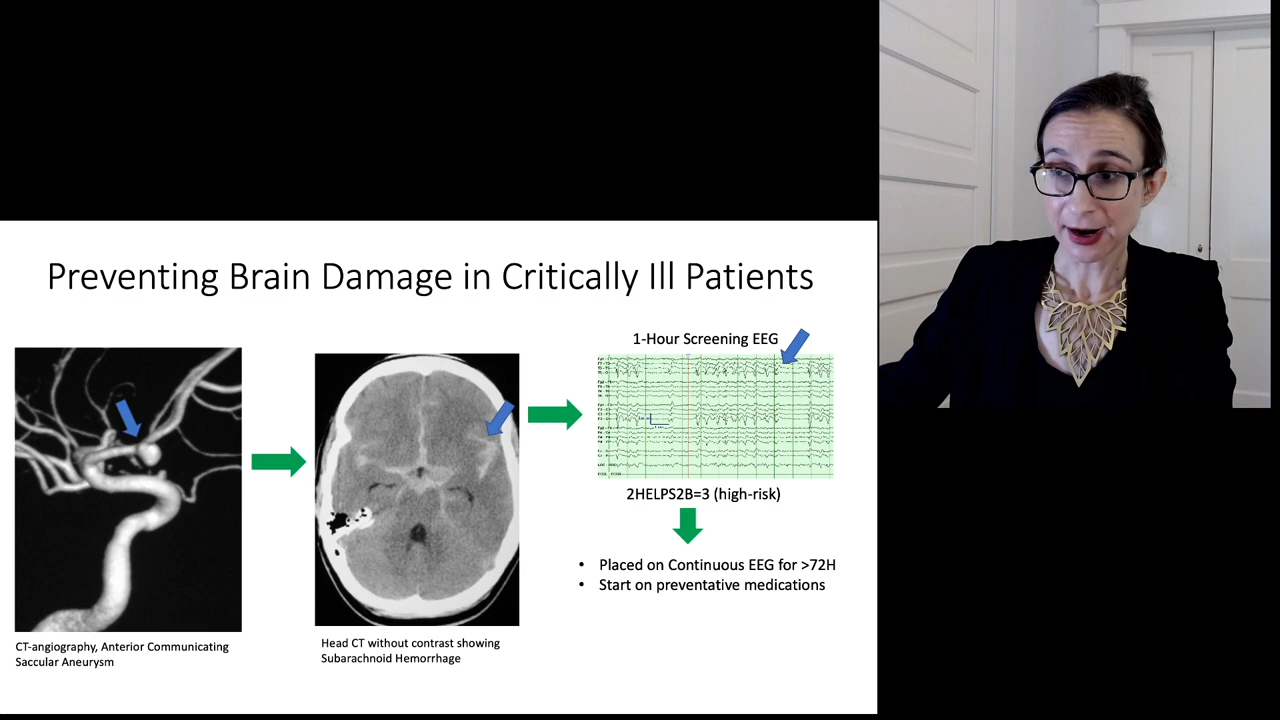 Preventing Brain Damage in Critically Ill Patients
1-Hour Screening EEG
2HELPS2B=3 (high-risk)
• Placed on Continuous EEG for >72H
• Start on preventative medications
CT-angiography, Anterior Communicating
Saccular Aneurysm
Head CT without contrast showing
Subarachnoid Hemorrhage